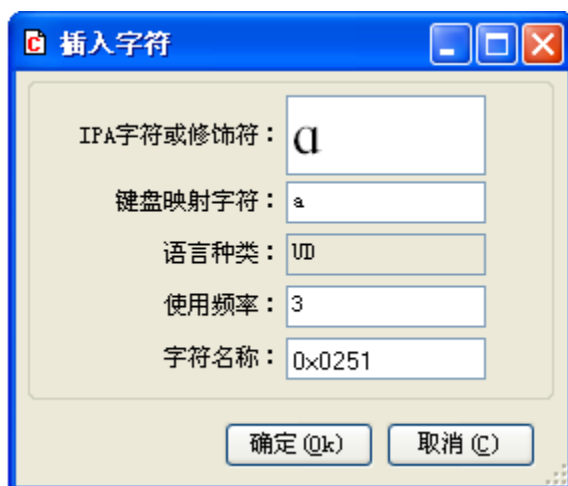 插入字符
IPA字符或修饰符： ɑ
键盘映射字符： a
语言种类： UD
使用频率： 3
字符名称： 0x0251
确定(Ok) 取消(C)